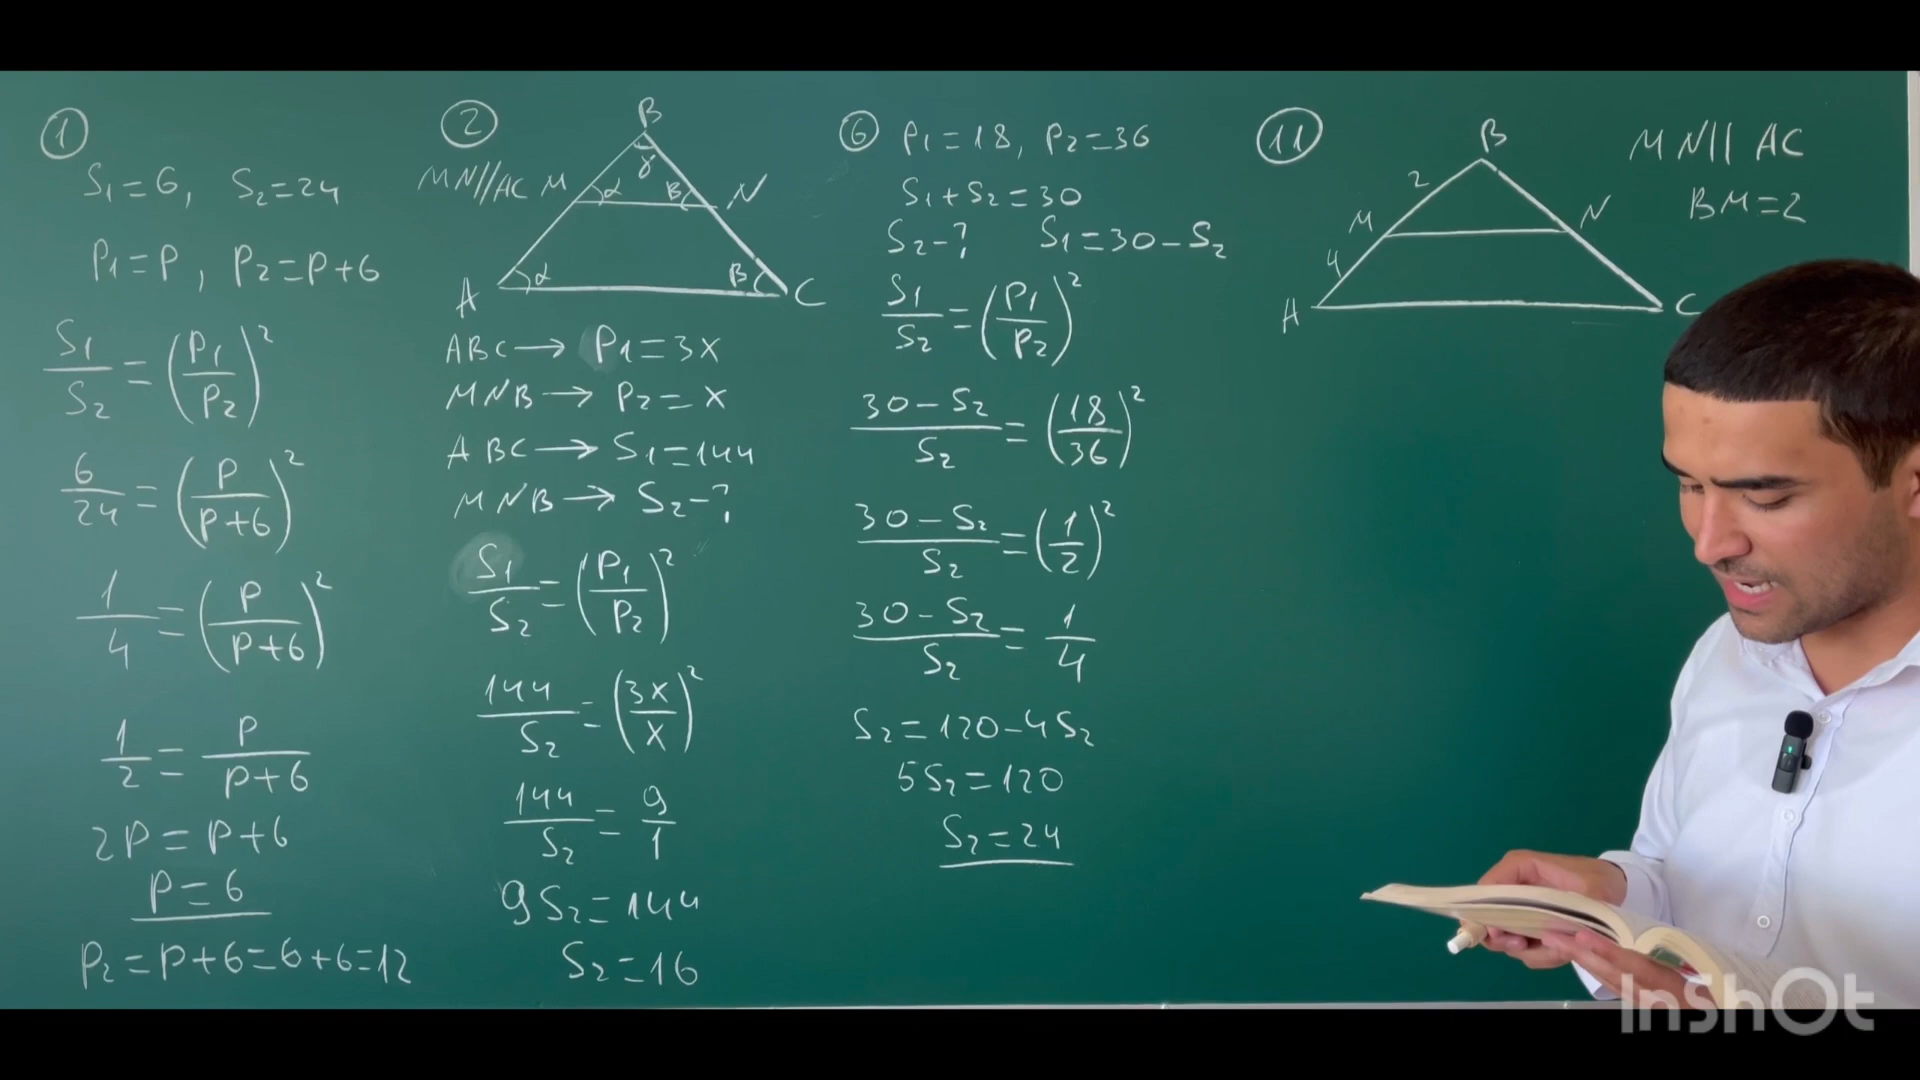 ①
S₁=6, S₂=24
P₁=P, P₂=P+6
S₁/S₂=(P₁/P₂)²
6/24=(P/P+6)²
1/4=(P/P+6)²
1/2=P/P+6
2P=P+6
P=6
P₂=P+6=6+6=12
②
B
γ
MN//AC M α B N
A α B C
ABC→P₁=3x
MNB→P₂=x
ABC→S₁=144
MNB→S₂-?
S₁/S₂=(P₁/P₂)²
144/S₂=(3x/x)²
144/S₂=9/1
9S₂=144
S₂=16
⑥ P₁=18, P₂=36
S₁+S₂=30
S₂-? S₁=30-S₂
S₁/S₂=(P₁/P₂)²
30-S₂/S₂=(18/36)²
30-S₂/S₂=(1/2)²
30-S₂/S₂=1/4
S₂=120-4S₂
5S₂=120
S₂=24
⑪
B
2
M N
4
A C
MN//AC
BM=2
InShOt